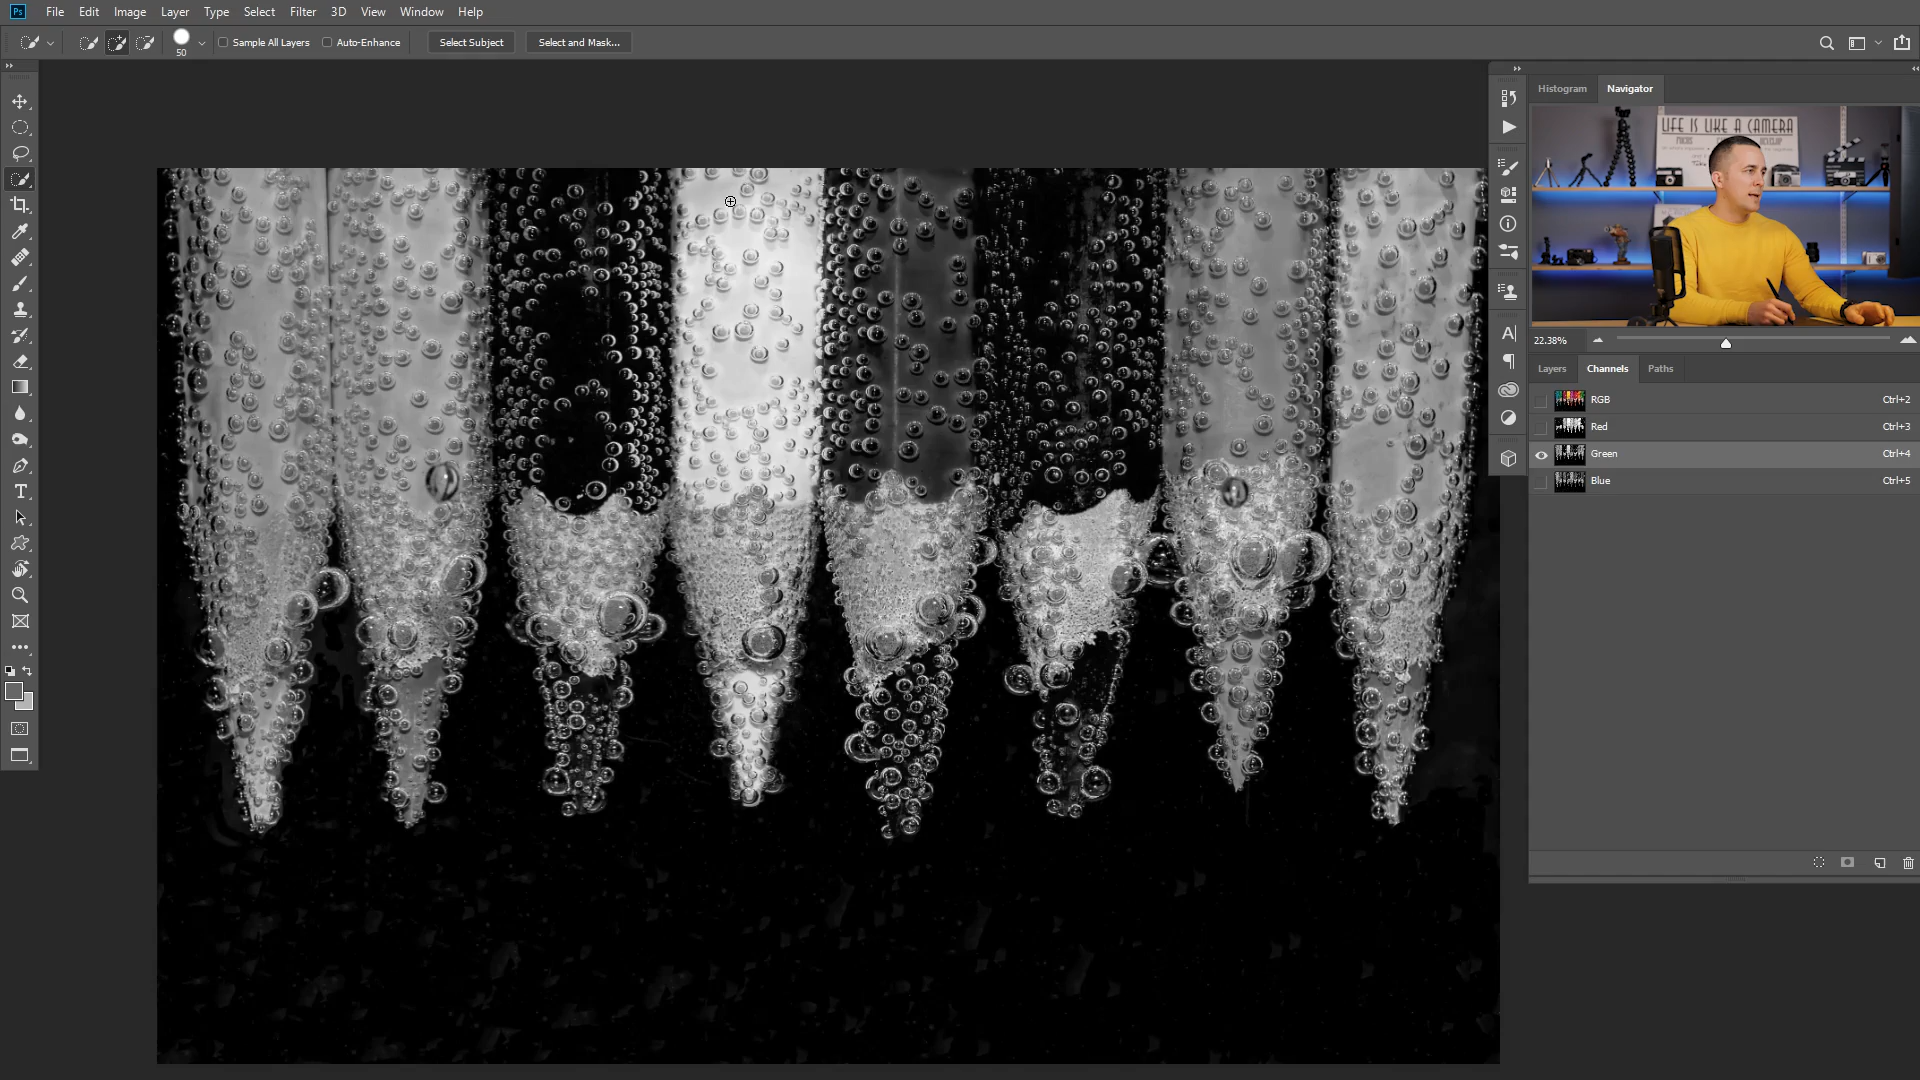 Ps File Edit Image Layer Type Select Filter 3D View Window Help
50 Sample All Layers Auto-Enhance Select Subject Select and Mask...
Histogram Navigator
LIFE IS LIKE A CAMERA
22.38%
Layers Channels Paths
RGB Ctrl+2
Red Ctrl+3
Green Ctrl+4
Blue Ctrl+5